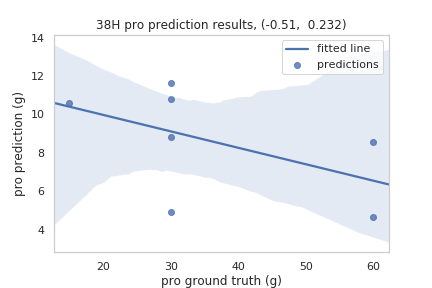 38H pro prediction results, (-0.51,  0.232)
fitted line
predictions
14
12
10
8
6
4
pro prediction (g)
20
30
40
50
60
pro ground truth (g)